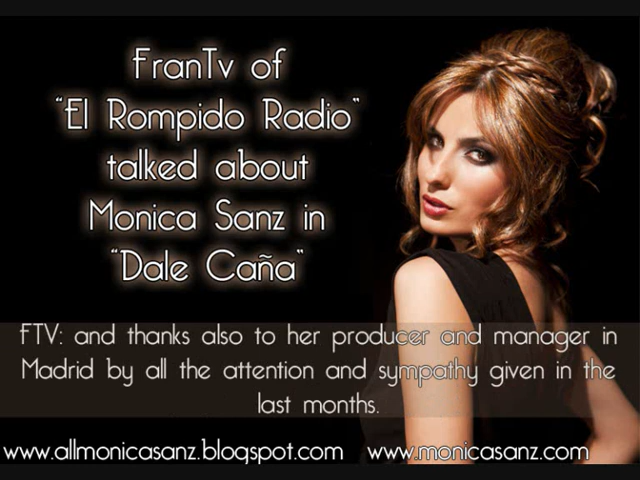 FranTv of
"El Rompido Radio"
talked about
Monica Sanz in
"Dale Caña"
FTV: and thanks also to her producer and manager in
Madrid by all the attention and sympathy given in the
last months.
www.allmonicasanz.blogspot.com www.monicasanz.com